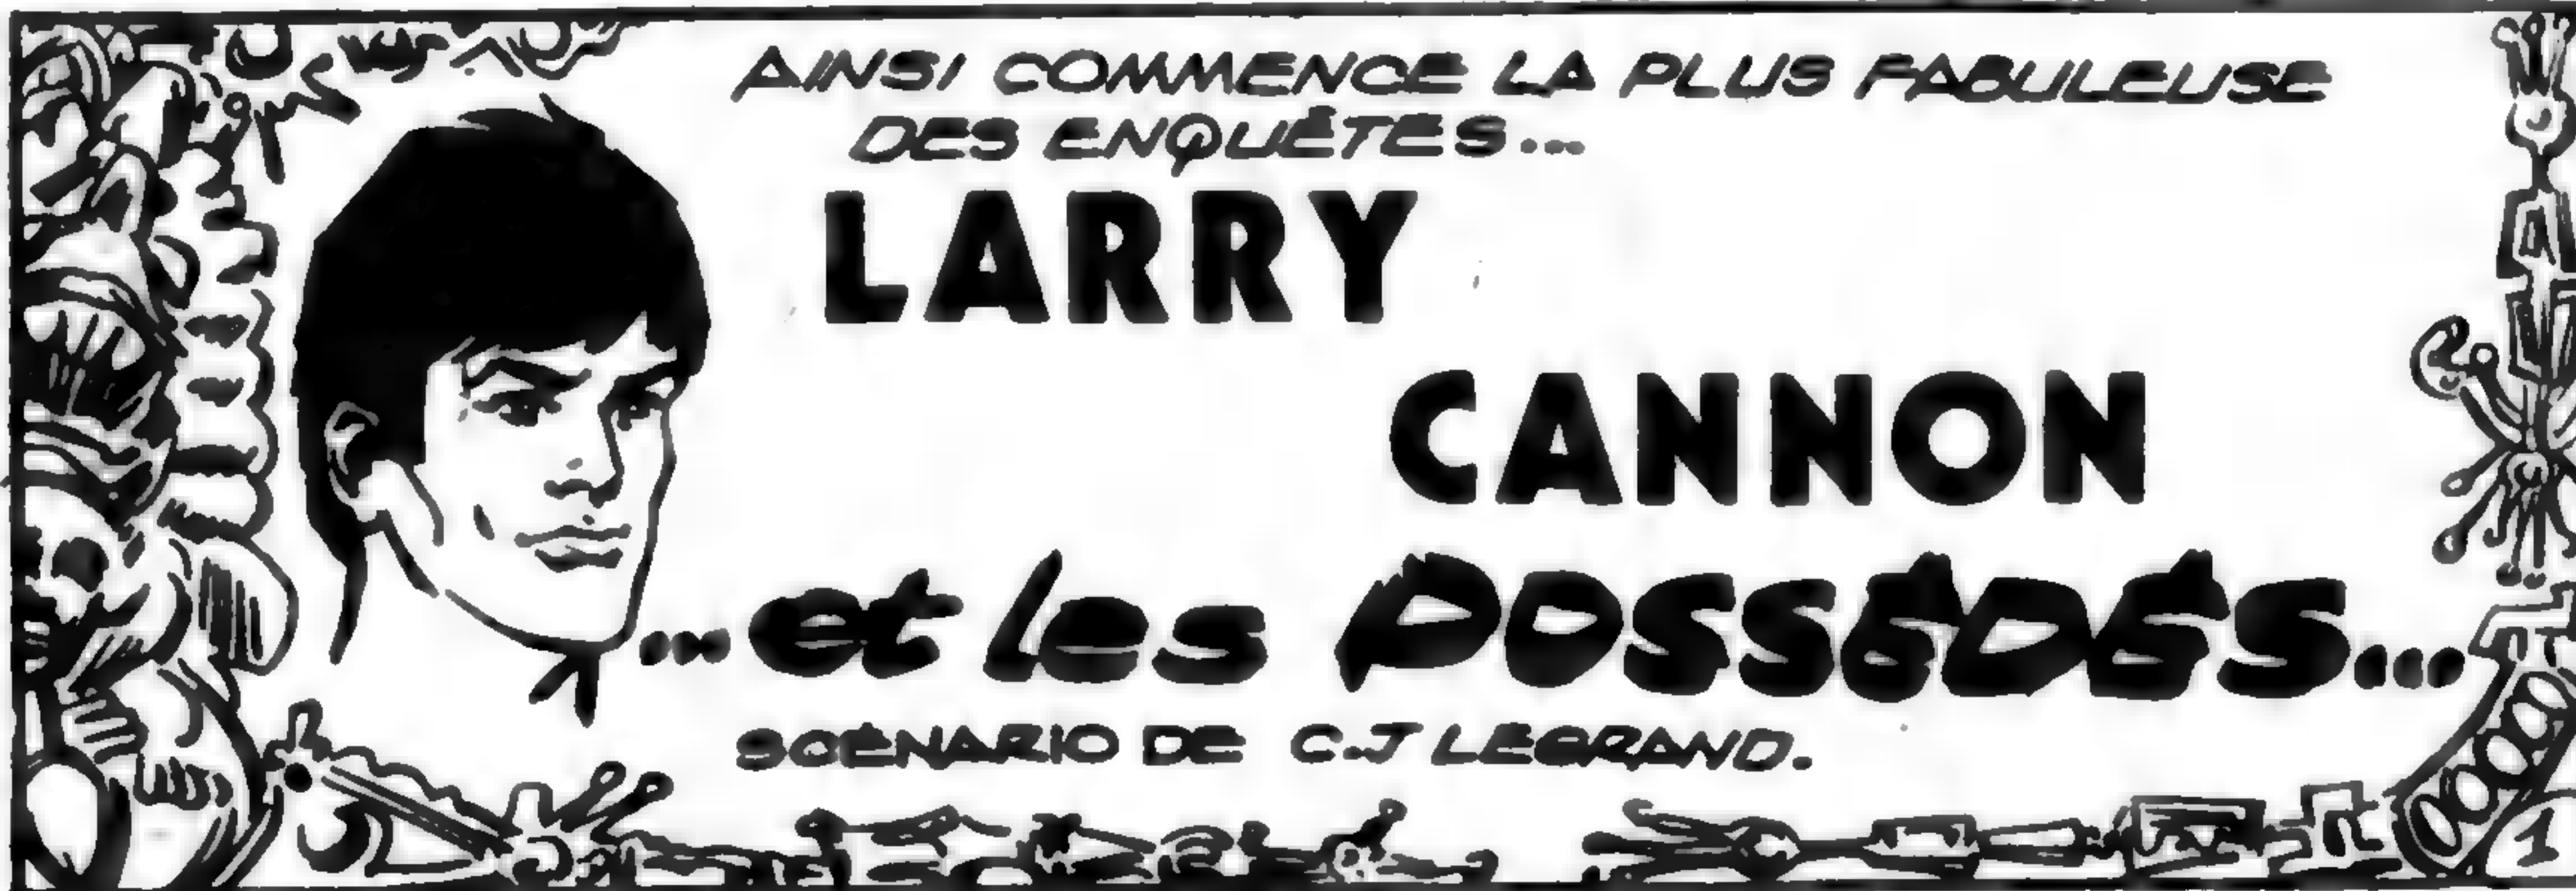 AINSI COMMENCE LA PLUS FABULEUSE
DES ENQUÊTES...
LARRY
CANNON
...et les POSSÉDÉS...
SCÉNARIO DE C.J LEGRAND.
1